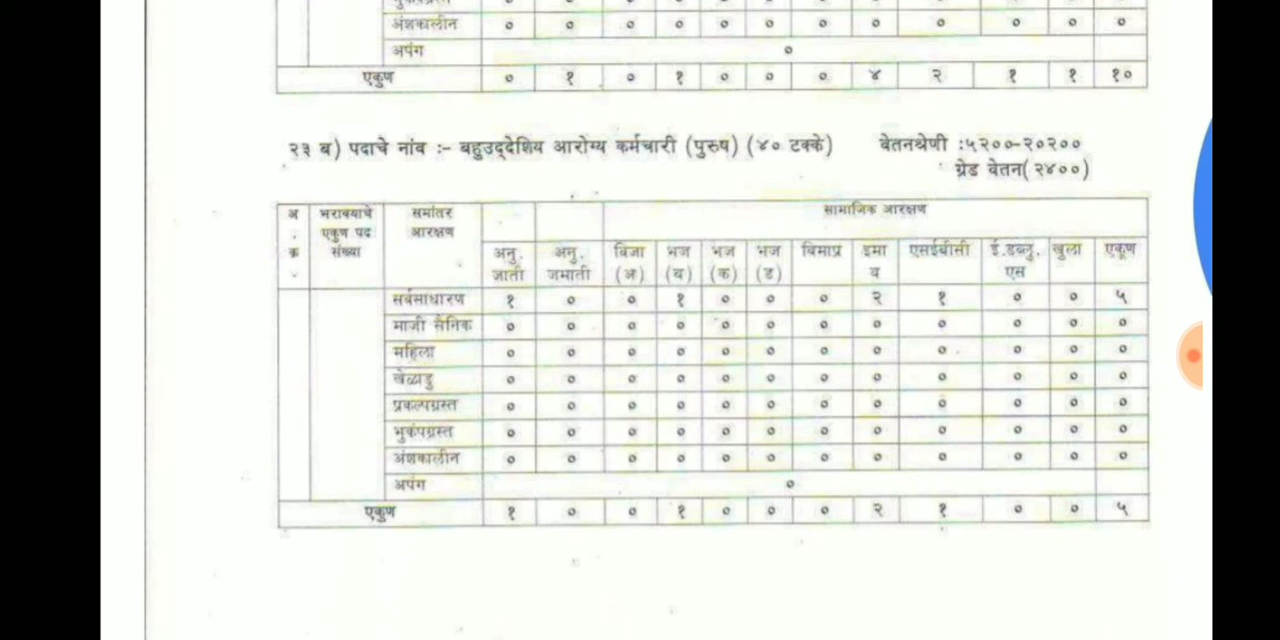 अंशकालीन ० ० ० ० ० ० ० ० ० ० ० ०
अपंग ०
एकुण ० १ ० १ ० ० ० ४ २ १ १ १०
२३ ब) पदाचे नांव :- बहुउद्देशिय आरोग्य कर्मचारी (पुरुष) (४० टक्के) वेतनश्रेणी :५२००-२०२००
ग्रेड वेतन(२४००)
अ भरावयाचे समांतर सामाजिक आरक्षण
. एकुण पद आरक्षण
क्र संख्या अनु. अनु. विजा भज भज भज विमाप्र इमा एसईबीसी ई.डब्लु. खुला एकूण
. जाती जमाती (अ) (ब) (क) (ड) व एस
सर्वसाधारण १ ० ० १ ० ० ० २ १ ० ० ५
माजी सैनिक ० ० ० ० ० ० ० ० ० ० ० ०
महिला ० ० ० ० ० ० ० ० ० ० ० ०
खेळाडु ० ० ० ० ० ० ० ० ० ० ० ०
प्रकल्पग्रस्त ० ० ० ० ० ० ० ० ० ० ० ०
भुकंपग्रस्त ० ० ० ० ० ० ० ० ० ० ० ०
अंशकालीन ० ० ० ० ० ० ० ० ० ० ० ०
अपंग ०
एकुण १ ० ० १ ० ० ० २ १ ० ० ५